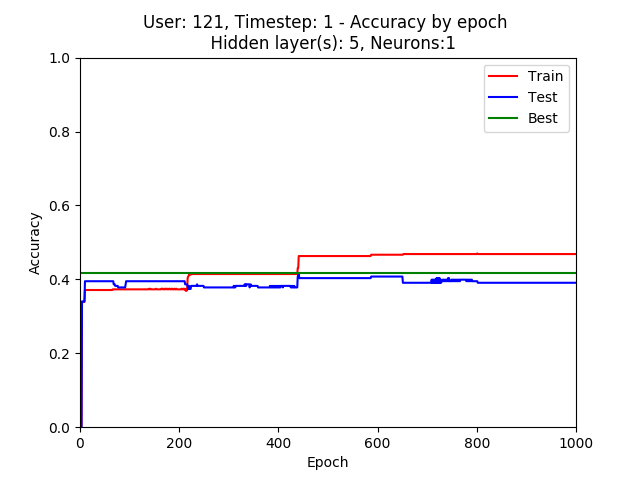 User: 121, Timestep: 1 - Accuracy by epoch
Hidden layer(s): 5, Neurons:1
Train
Test
Best
Accuracy
1.0
0.8
0.6
0.4
0.2
0.0
0 200 400 600 800 1000
Epoch